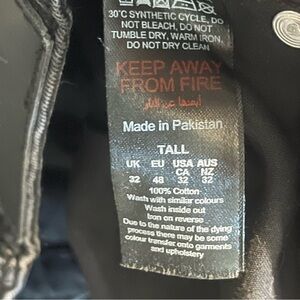 30°C SYNTHETIC CYCLE, DO
NOT BLEACH, DO NOT
TUMBLE DRY, WARM IRON,
DO NOT DRY CLEAN
KEEP AWAY
FROM FIRE
Made in Pakistan
TALL
UK EU USA AUS
CA NZ
32 48 32 32
100% Cotton
Wash with similar colours
Wash inside out
Iron on reverse
Due to the nature of the dying
process there may be some
colour transfer onto garments
and upholstery